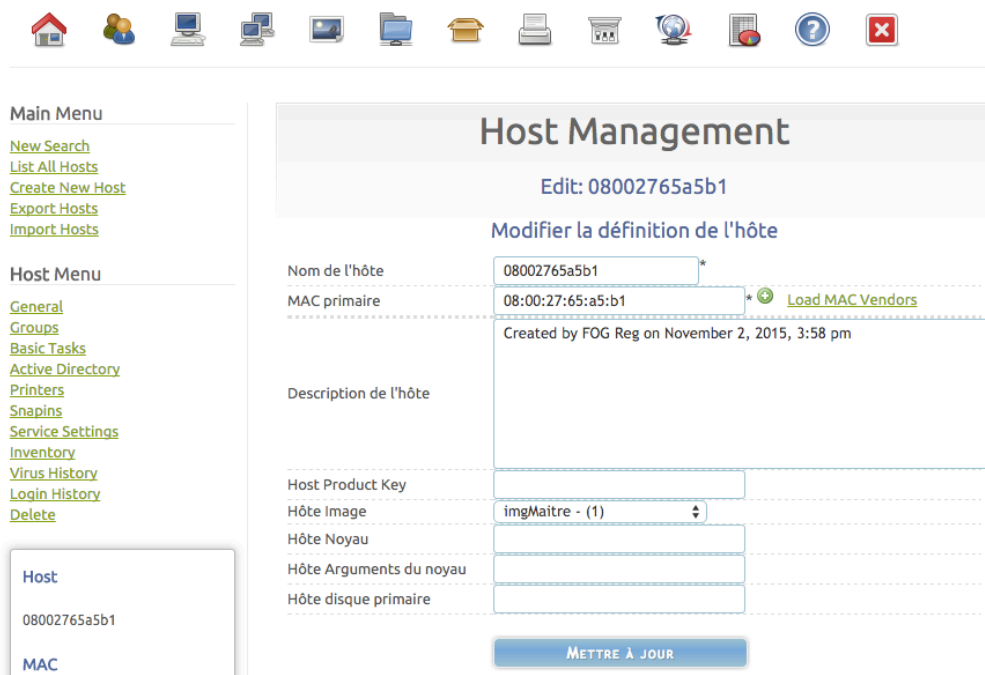 Main Menu
New Search
List All Hosts
Create New Host
Export Hosts
Import Hosts
Host Menu
General
Groups
Basic Tasks
Active Directory
Printers
Snapins
Service Settings
Inventory
Virus History
Login History
Delete
Host
08002765a5b1
MAC
Host Management
Edit: 08002765a5b1
Modifier la définition de l'hôte
Nom de l'hôte 08002765a5b1 *
MAC primaire 08:00:27:65:a5:b1 * Load MAC Vendors
Description de l'hôte Created by FOG Reg on November 2, 2015, 3:58 pm
Host Product Key
Hôte Image imgMaitre - (1)
Hôte Noyau
Hôte Arguments du noyau
Hôte disque primaire
Mettre à jour